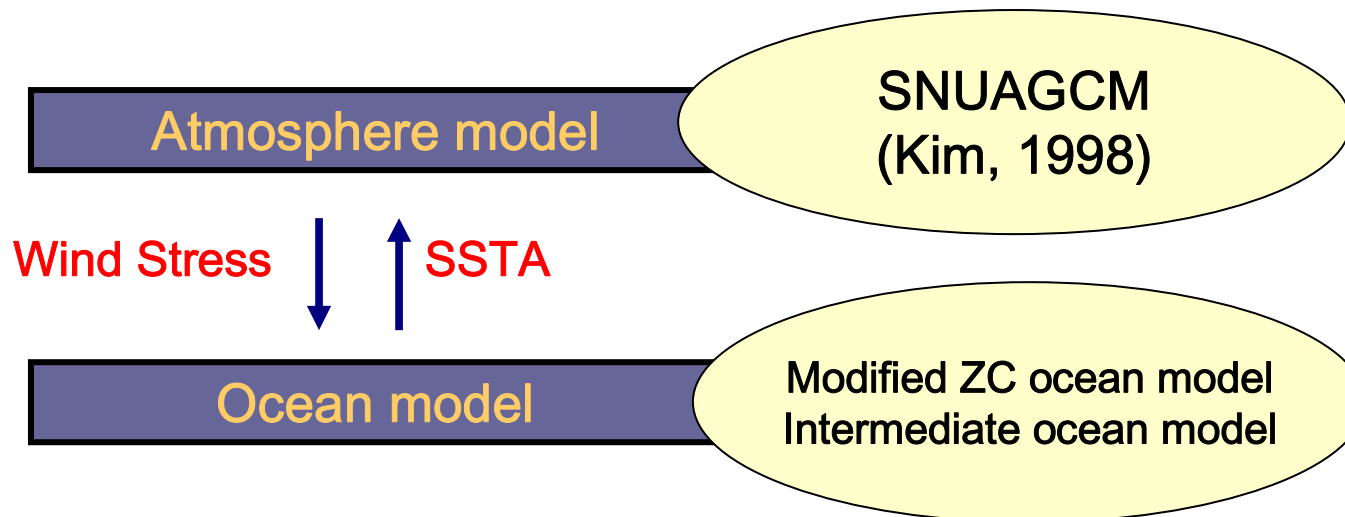 SNUAGCM
Atmosphere model
(Kim, 1998)
Wind Stress
SSTA
Modified ZC ocean model
Ocean model
Intermediate ocean model